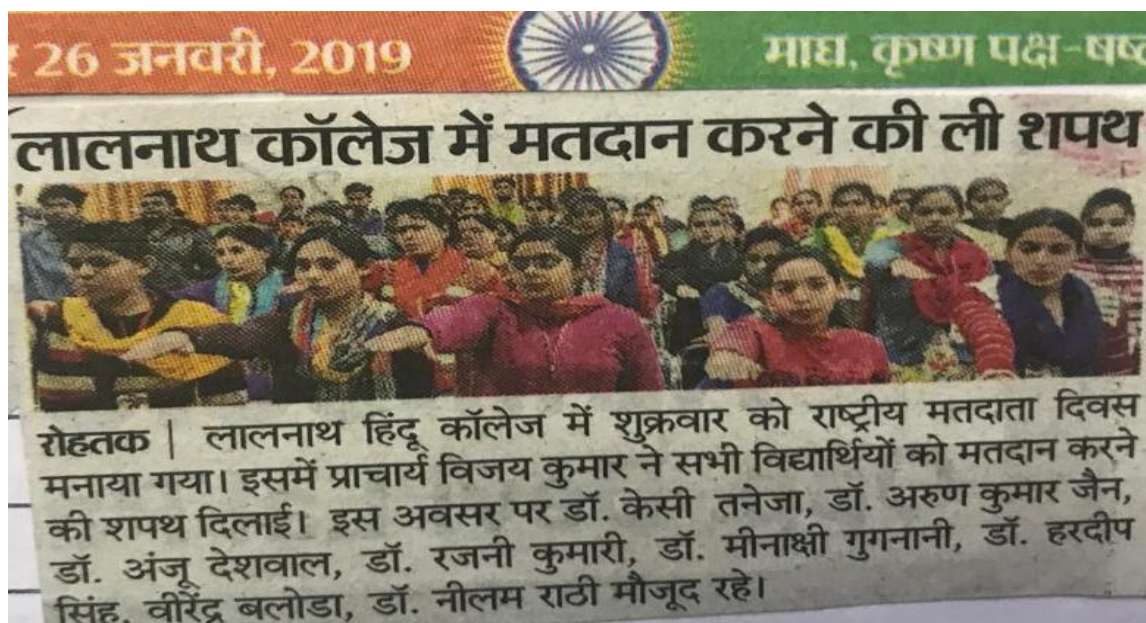 26 जनवरी, 2019
माघ, कृष्ण पक्ष-
लालनाथ कॉलेज में मतदान करने की ली शपथ
रोहतक | लालनाथ हिंदू कॉलेज में शुक्रवार को राष्ट्रीय मतदाता दिवस
मनाया गया। इसमें प्राचार्य विजय कुमार ने सभी विद्यार्थियों को मतदान करने
की शपथ दिलाई। इस अवसर पर डॉ. केसी तनेजा, डॉ. अरुण कुमार जैन,
डॉ. अंजू देशवाल, डॉ. रजनी कुमारी, डॉ. मीनाक्षी गुगनानी, डॉ. हरदीप
सिंह, वीरेंद्र बलोडा, डॉ. नीलम राठी मौजूद रहे।